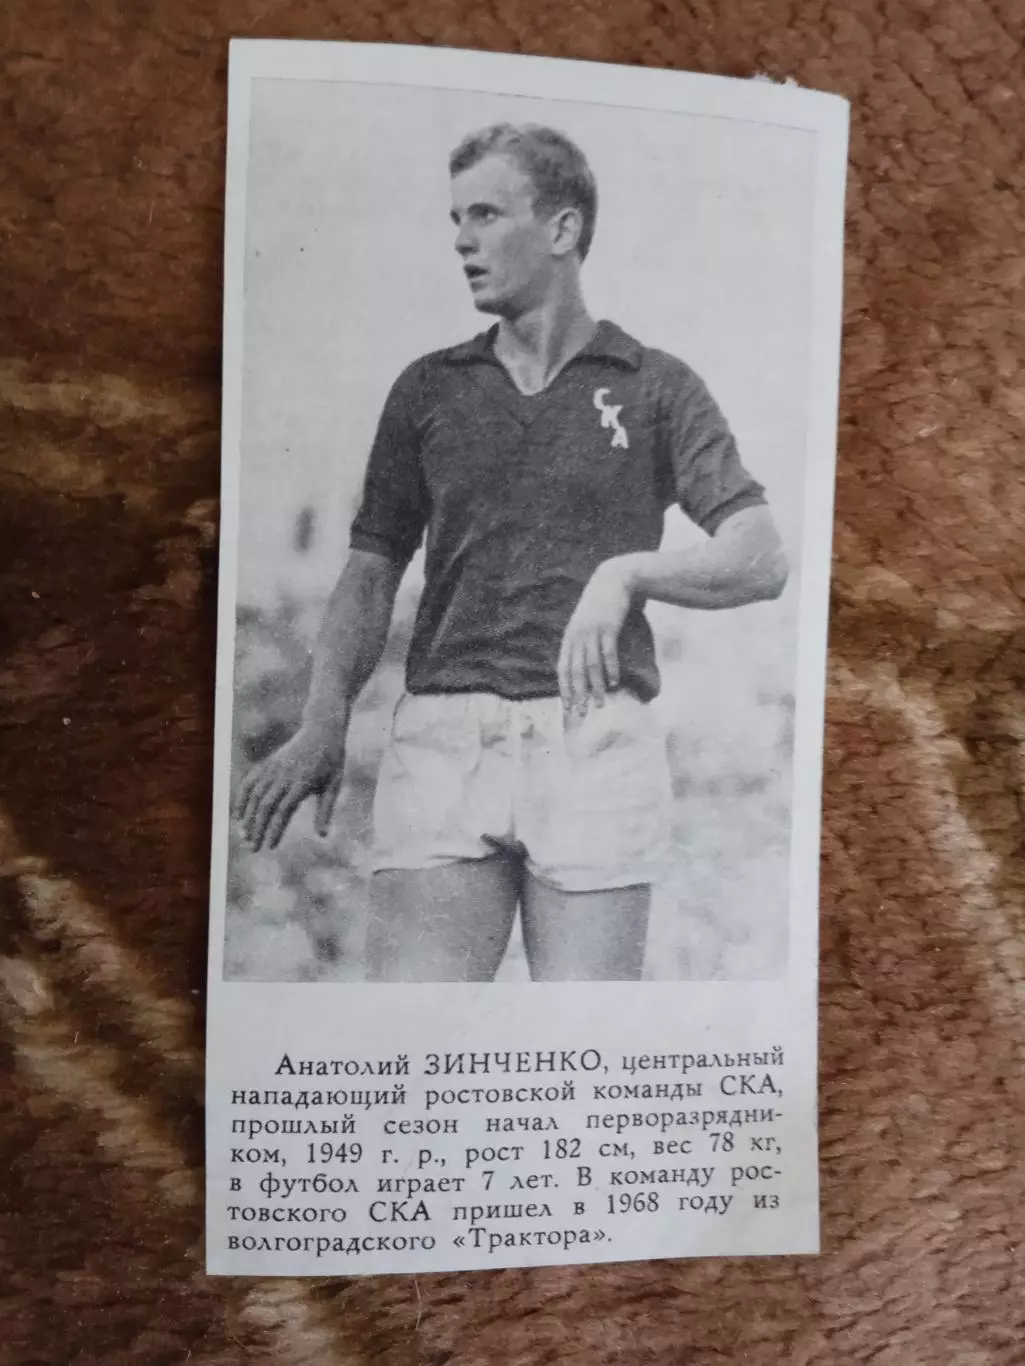 СКА
Анатолий ЗИНЧЕНКО, центральный
нападающий ростовской команды СКА,
прошлый сезон начал перворазрядни-
ком, 1949 г. р., рост 182 см, вес 78 кг,
в футбол играет 7 лет. В команду рос-
товского СКА пришел в 1968 году из
волгоградского «Трактора».